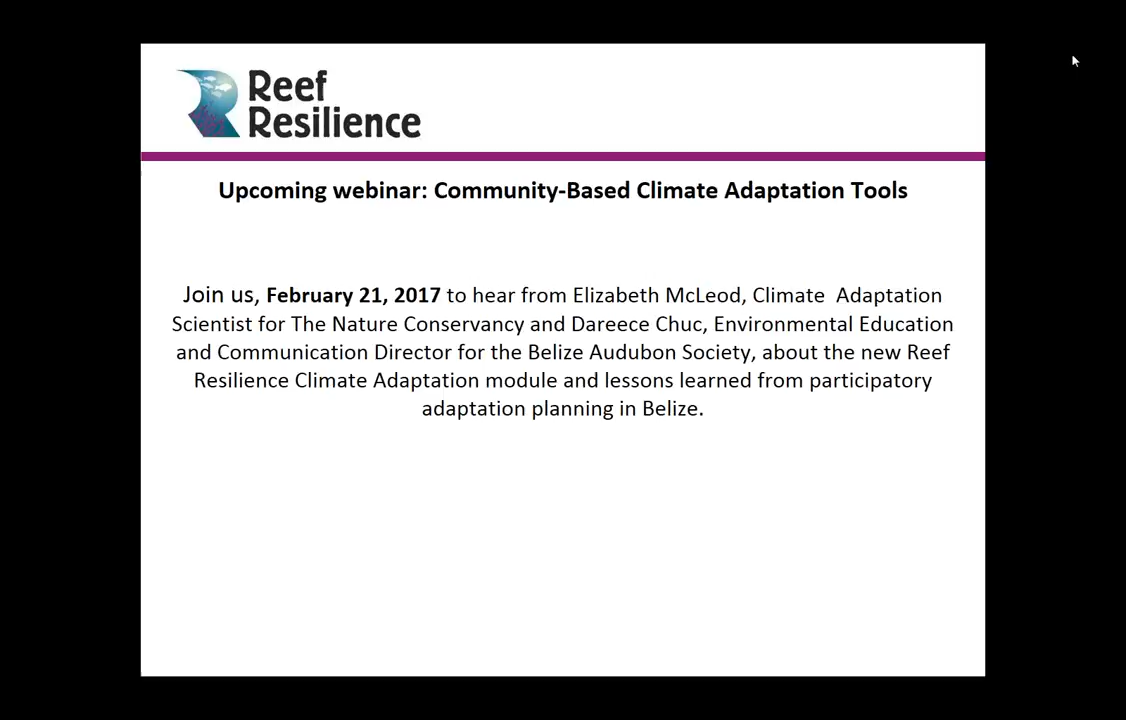 Reef
Resilience
Upcoming webinar: Community-Based Climate Adaptation Tools
Join us, February 21, 2017 to hear from Elizabeth McLeod, Climate Adaptation
Scientist for The Nature Conservancy and Dareece Chuc, Environmental Education
and Communication Director for the Belize Audubon Society, about the new Reef
Resilience Climate Adaptation module and lessons learned from participatory
adaptation planning in Belize.